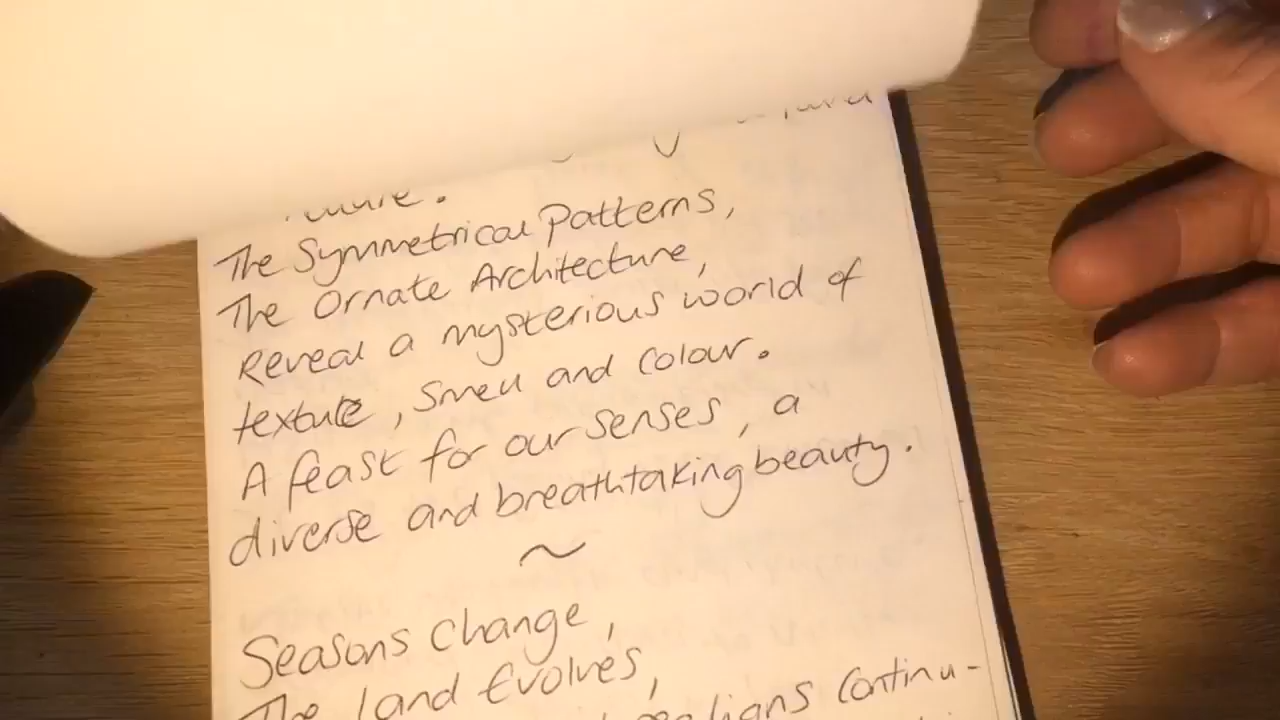 The Symmetrical Patterns,
The Ornate Architecture,
Reveal a mysterious world of
texture, Smell and Colour.
A feast for our senses, a
diverse and breathtaking beauty.
~
Seasons Change,
The land Evolves,
Continu-